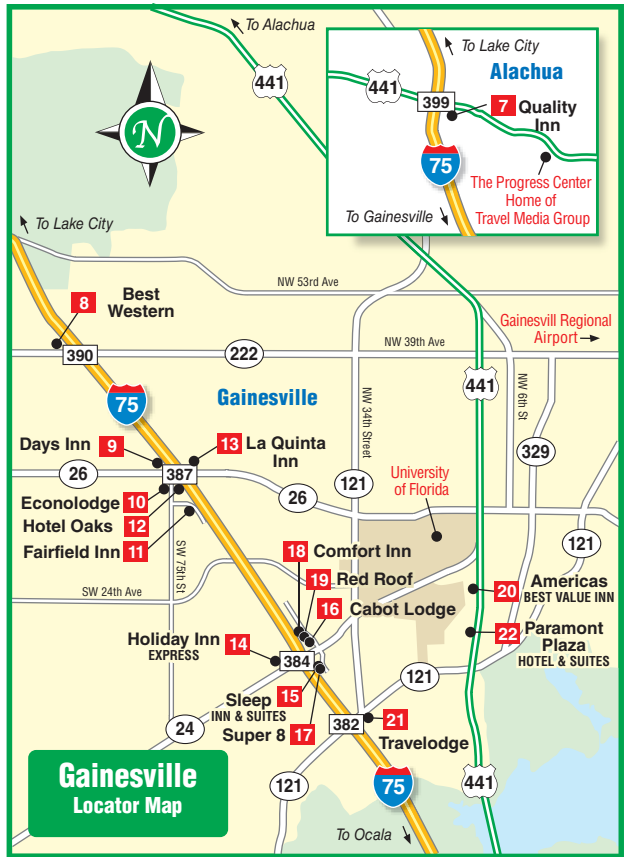 To Alachua
441
To Lake City
Alachua
441
399
7 Quality
Inn
75
The Progress Center
Home of
Travel Media Group
To Gainesville
N
To Lake City
NW 53rd Ave
8 Best
Western
Gainesvill Regional
Airport
390
222
NW 39th Ave
441
75
Gainesville
NW 34th Street
NW 6th St
Days Inn 9
13 La Quinta
Inn
329
26
387
26
121
University
of Florida
Econolodge 10
Hotel Oaks 12
Fairfield Inn 11
121
SW 75th St
18 Comfort Inn
19 Red Roof
16 Cabot Lodge
SW 24th Ave
20 Americas
BEST VALUE INN
Holiday Inn 14
EXPRESS
384
22 Paramont
Plaza
HOTEL & SUITES
121
Sleep 15
INN & SUITES
Super 8 17
24
382
21
Travelodge
Gainesville
Locator Map
121
75
441
To Ocala